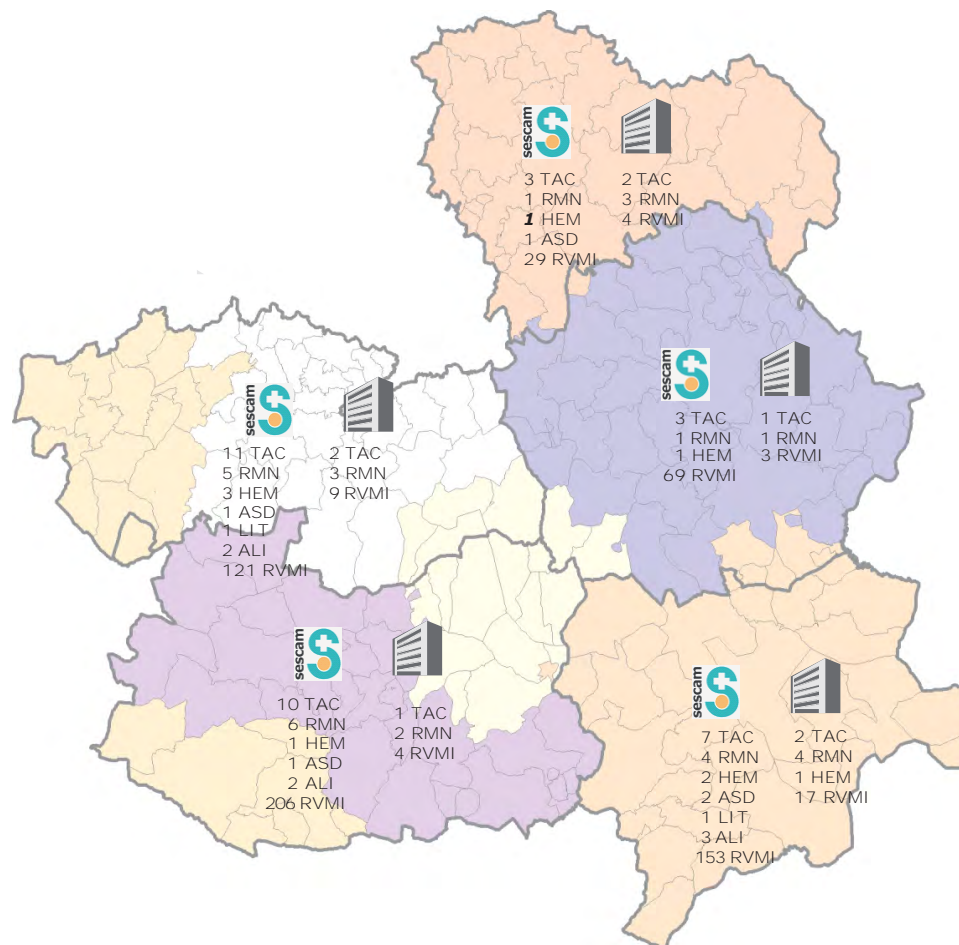 sescam
3 TAC
1 RMN
1 HEM
1 ASD
29 RVMI
2 TAC
3 RMN
4 RVMI
sescam
3 TAC
1 RMN
1 HEM
69 RVMI
1 TAC
1 RMN
3 RVMI
sescam
11 TAC
5 RMN
3 HEM
1 ASD
1 LIT
2 ALI
121 RVMI
2 TAC
3 RMN
9 RVMI
sescam
10 TAC
6 RMN
1 HEM
1 ASD
2 ALI
206 RVMI
1 TAC
2 RMN
4 RVMI
sescam
7 TAC
4 RMN
2 HEM
2 ASD
1 LIT
3 ALI
153 RVMI
2 TAC
4 RMN
1 HEM
17 RVMI